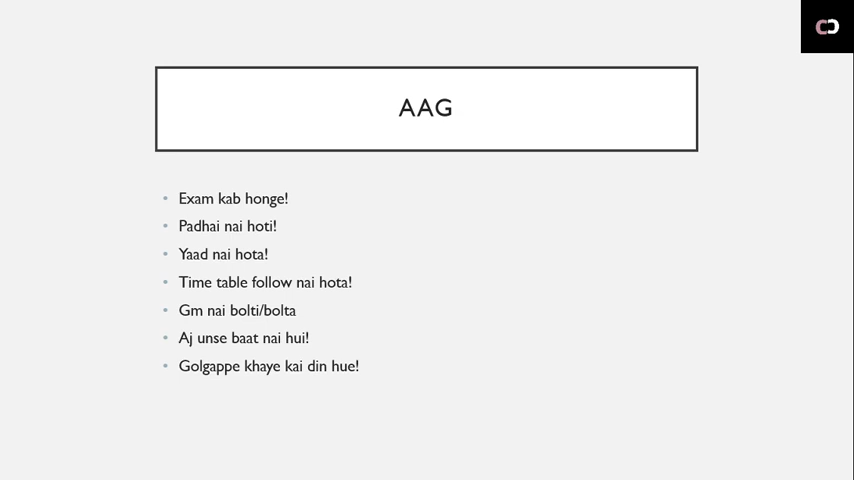 AAG
• Exam kab honge!
• Padhai nai hoti!
• Yaad nai hota!
• Time table follow nai hota!
• Gm nai bolti/bolta
• Aj unse baat nai hui!
• Golgappe khaye kai din hue!